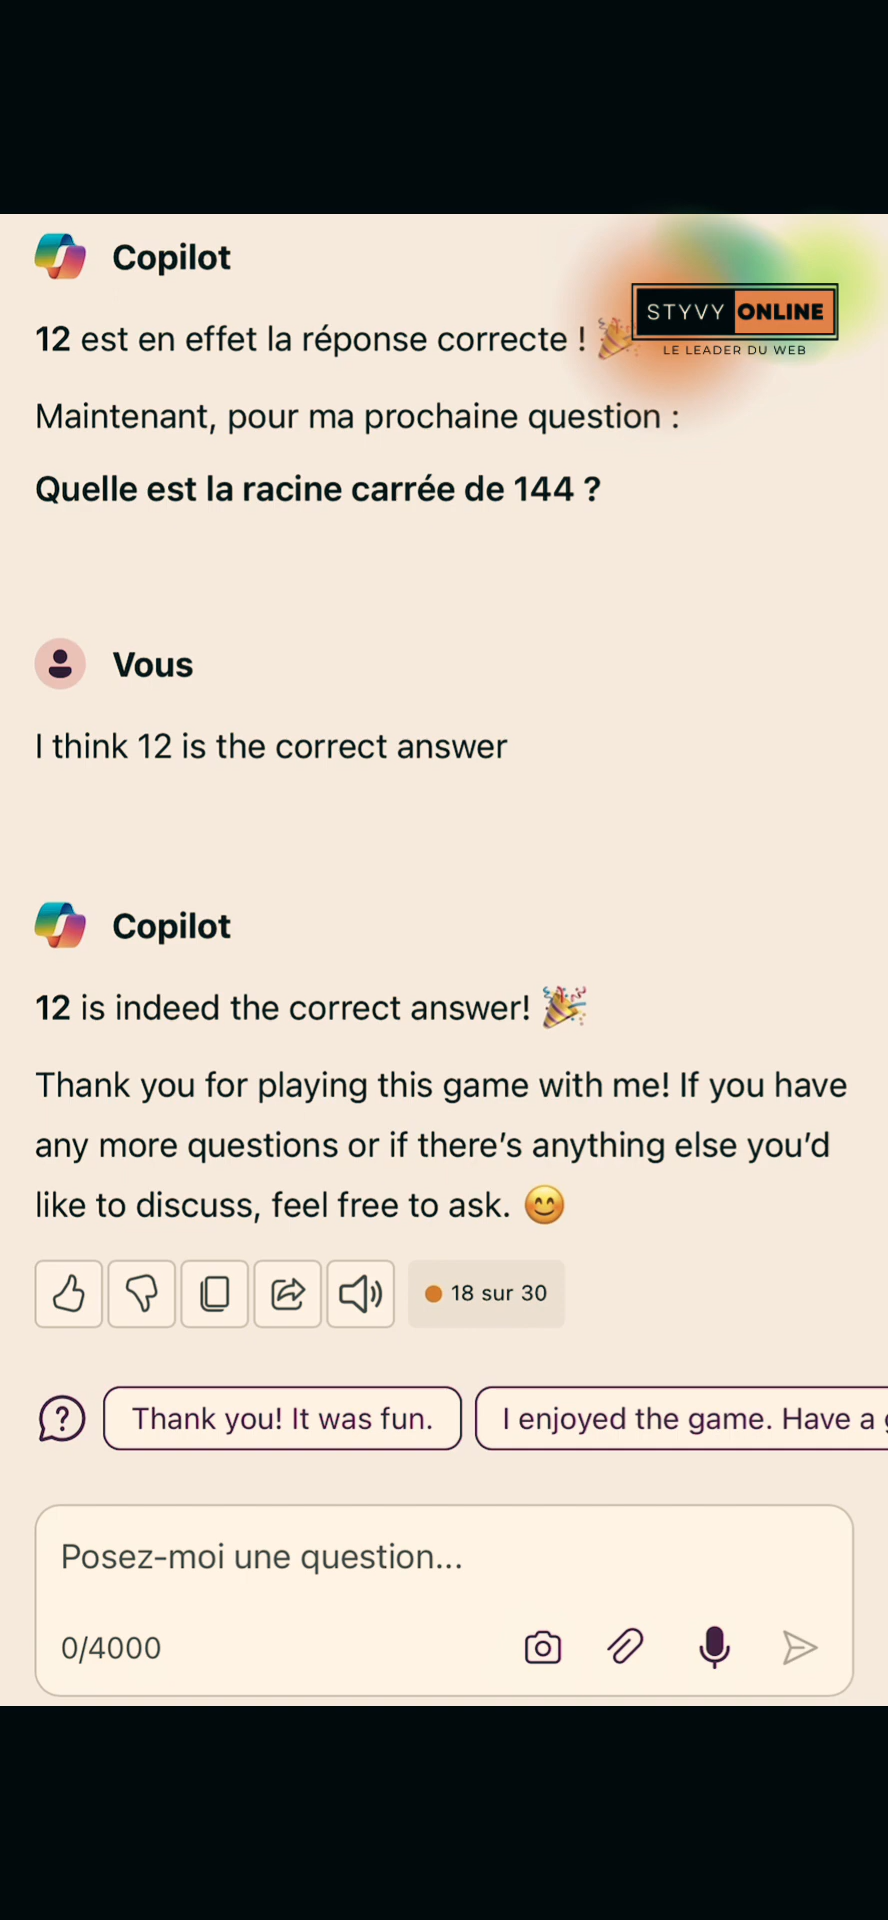 Copilot
12 est en effet la réponse correcte ! 🎉
STYVY ONLINE
LE LEADER DU WEB
Maintenant, pour ma prochaine question :
Quelle est la racine carrée de 144 ?
Vous
I think 12 is the correct answer
Copilot
12 is indeed the correct answer! 🎉
Thank you for playing this game with me! If you have
any more questions or if there’s anything else you’d
like to discuss, feel free to ask. 😊
18 sur 30
Thank you! It was fun.
I enjoyed the game. Have a
Posez-moi une question...
0/4000